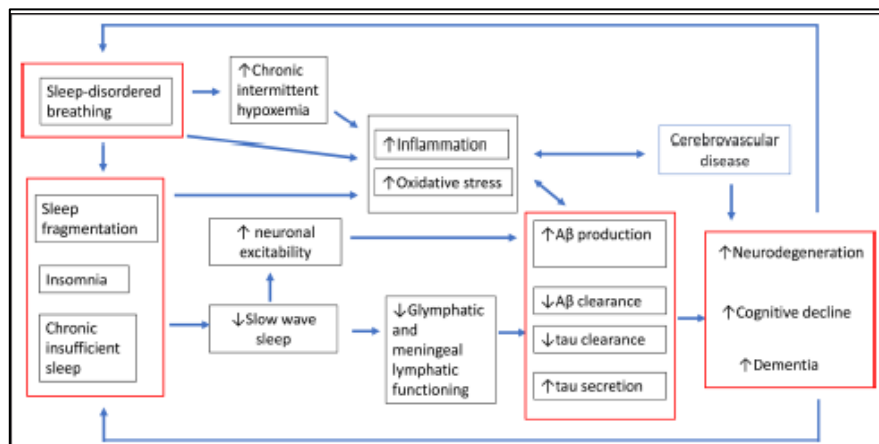 Sleep-disordered
breathing
↑Chronic
intermittent
hypoxemia
↑Inflammation
↑Oxidative stress
Cerebrovascular
disease
Sleep
fragmentation
Insomnia
Chronic
insufficient
sleep
↑ neuronal
excitability
↓Slow wave
sleep
↓Glymphatic
and
meningeal
lymphatic
functioning
↑Aβ production
↓Aβ clearance
↓tau clearance
↑tau secretion
↑Neurodegeneration
↑Cognitive decline
↑Dementia